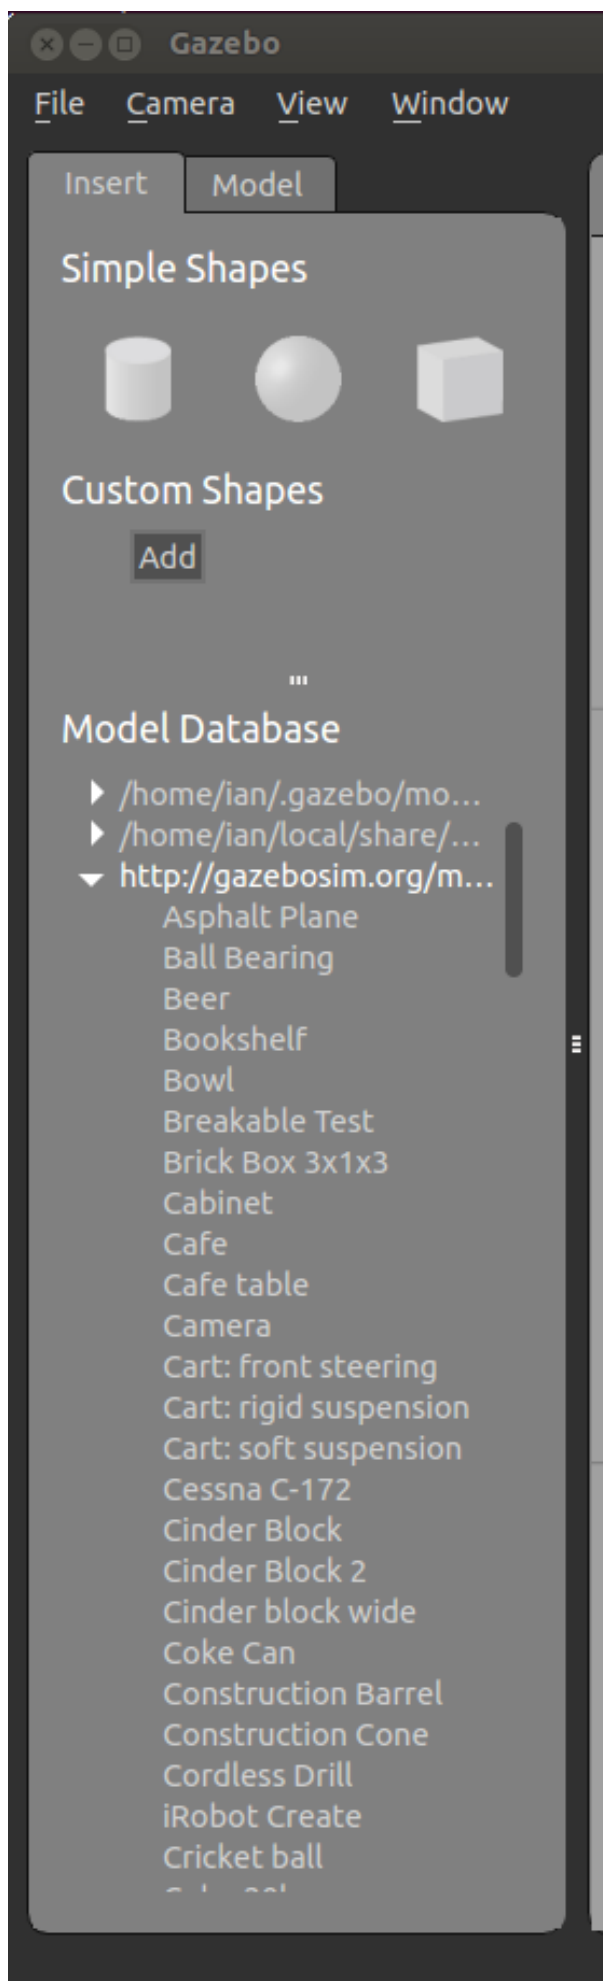 Gazebo
File Camera View Window
Insert Model
Simple Shapes
Custom Shapes
Add
Model Database
/home/ian/.gazebo/mo...
/home/ian/local/share/...
http://gazebosim.org/m...
Asphalt Plane
Ball Bearing
Beer
Bookshelf
Bowl
Breakable Test
Brick Box 3x1x3
Cabinet
Cafe
Cafe table
Camera
Cart: front steering
Cart: rigid suspension
Cart: soft suspension
Cessna C-172
Cinder Block
Cinder Block 2
Cinder block wide
Coke Can
Construction Barrel
Construction Cone
Cordless Drill
iRobot Create
Cricket ball